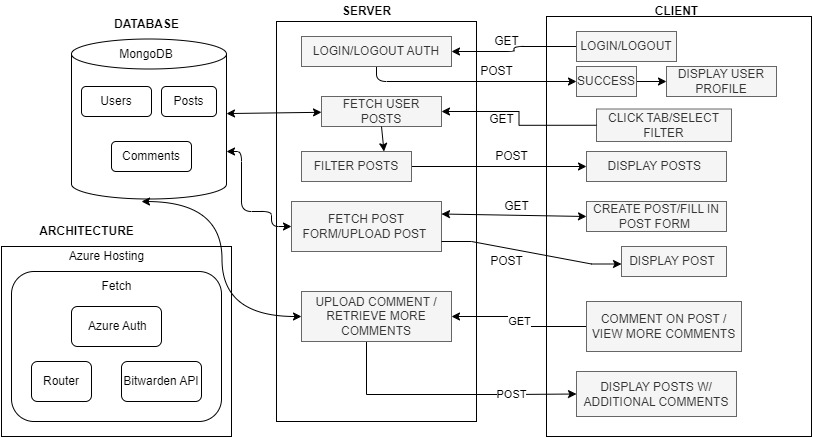 DATABASE
MongoDB
Users
Posts
Comments
ARCHITECTURE
Azure Hosting
Fetch
Azure Auth
Router
Bitwarden API
SERVER
LOGIN/LOGOUT AUTH
FETCH USER
POSTS
FILTER POSTS
FETCH POST
FORM/UPLOAD POST
UPLOAD COMMENT /
RETRIEVE MORE
COMMENTS
GET
POST
GET
POST
GET
POST
GET
POST
CLIENT
LOGIN/LOGOUT
SUCCESS
DISPLAY USER
PROFILE
CLICK TAB/SELECT
FILTER
DISPLAY POSTS
CREATE POST/FILL IN
POST FORM
DISPLAY POST
COMMENT ON POST /
VIEW MORE COMMENTS
DISPLAY POSTS W/
ADDITIONAL COMMENTS